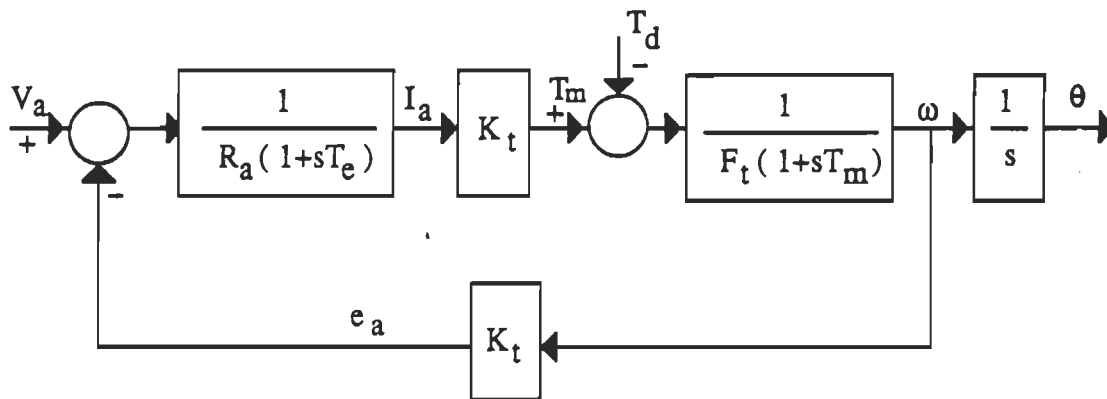 T_d
V_a
+
-
1
R_a ( 1+sT_e )
I_a
K_t
T_m
+
-
1
F_t ( 1+sT_m )
ω
1
s
θ
e_a
K_t